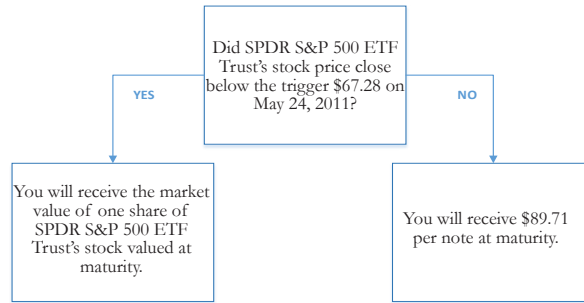 Did SPDR S&P 500 ETF
Trust's stock price close
below the trigger $67.28 on
May 24, 2011?
YES
NO
You will receive the market
value of one share of
SPDR S&P 500 ETF
Trust's stock valued at
maturity.
You will receive $89.71
per note at maturity.